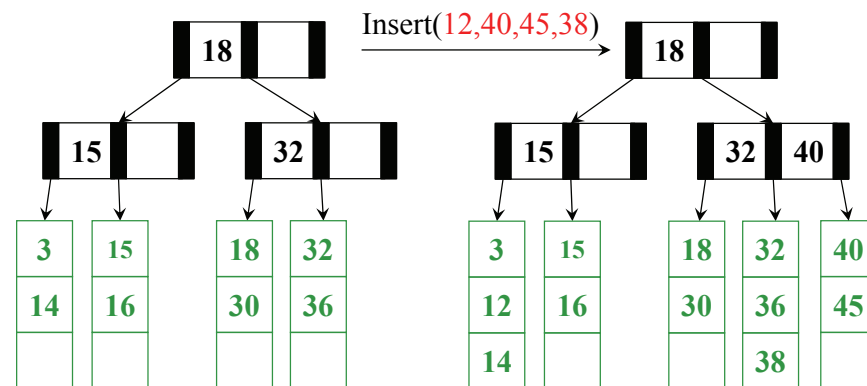 Insert(12,40,45,38)
18 18
15 32 15 32 40
3 15 18 32 3 15 18 32 40
14 16 30 36 12 16 30 36 45
14 38